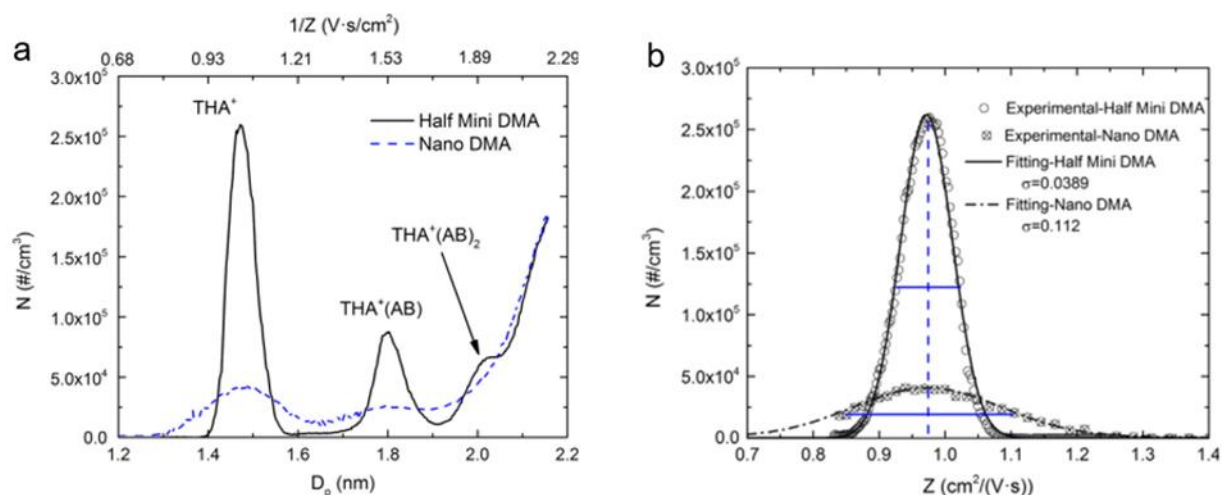 a
1/Z (V·s/cm²)
0.68 0.93 1.21 1.53 1.89 2.29
3.0x10⁵
2.5x10⁵
2.0x10⁵
1.5x10⁵
1.0x10⁵
5.0x10⁴
0.0
N (#/cm³)
THA⁺
Half Mini DMA
Nano DMA
THA⁺(AB)₂
THA⁺(AB)
1.2 1.4 1.6 1.8 2.0 2.2
Dₚ (nm)
b
3.0x10⁵
2.5x10⁵
2.0x10⁵
1.5x10⁵
1.0x10⁵
5.0x10⁴
0.0
N (#/cm³)
Experimental-Half Mini DMA
Experimental-Nano DMA
Fitting-Half Mini DMA
σ=0.0389
Fitting-Nano DMA
σ=0.112
0.7 0.8 0.9 1.0 1.1 1.2 1.3 1.4
Z (cm²/(V·s))